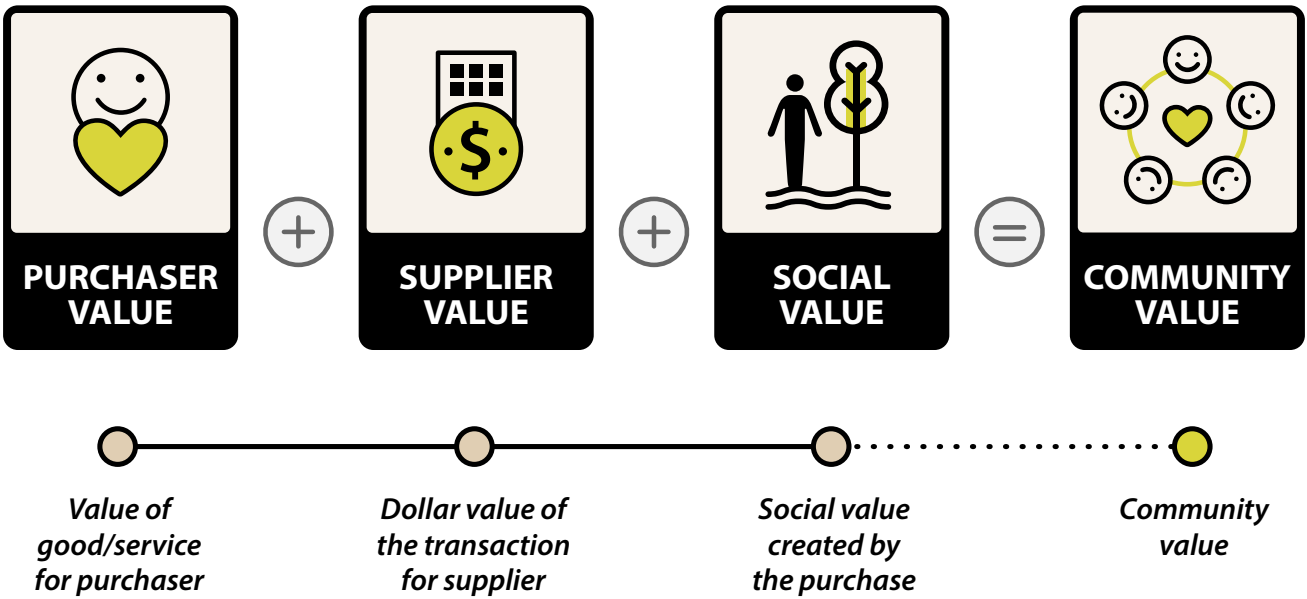 $
+
+
=
PURCHASER
VALUE
SUPPLIER
VALUE
SOCIAL
VALUE
COMMUNITY
VALUE
Value of
good/service
for purchaser
Dollar value of
the transaction
for supplier
Social value
created by
the purchase
Community
value